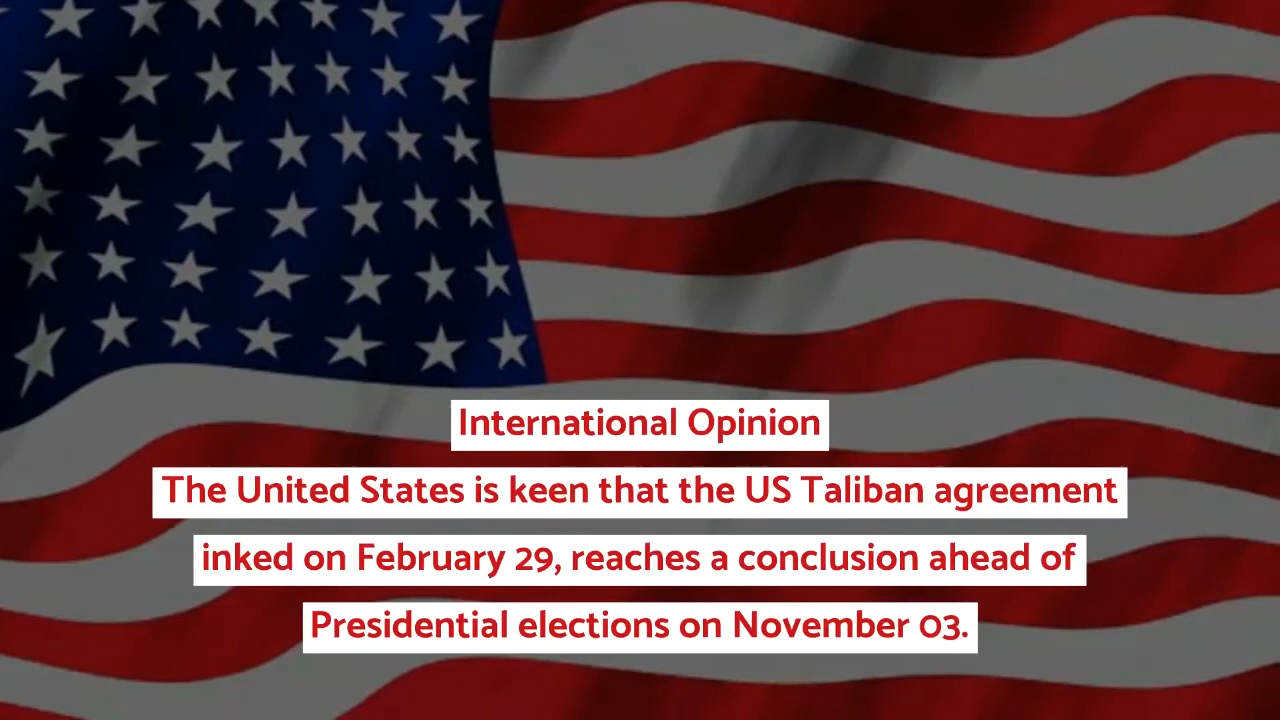 International Opinion
The United States is keen that the US Taliban agreement
inked on February 29, reaches a conclusion ahead of
Presidential elections on November 03.